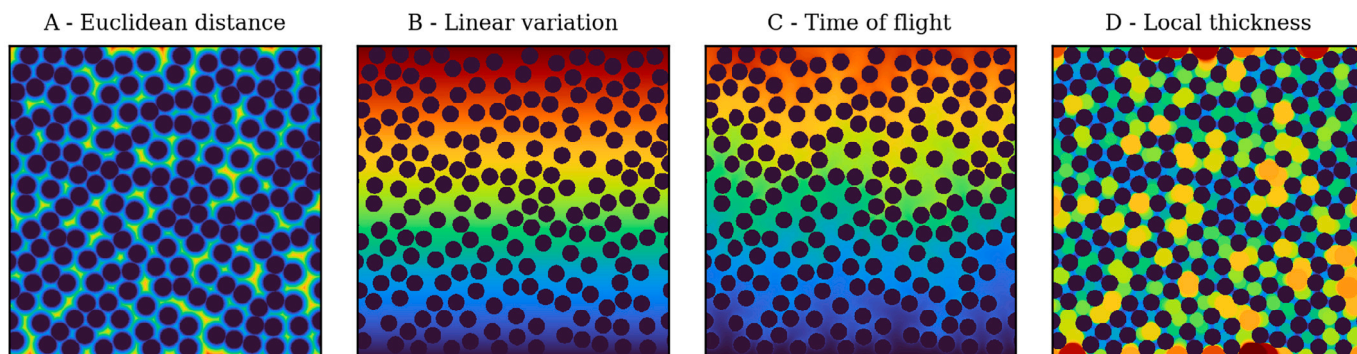 A - Euclidean distance
B - Linear variation
C - Time of flight
D - Local thickness